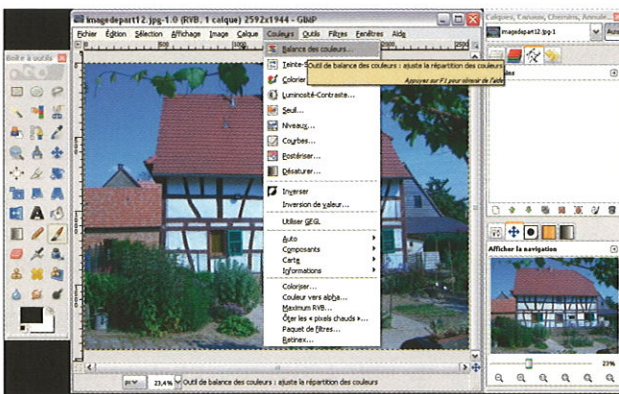 imagedepart12.jpg-1.0 (RVB, 1 calque) 2592x1944 – GIMP
Fichier Édition Sélection Affichage Image Calque Couleurs Outils Filtres Fenêtres Aide
Boîte à outils
Calques, Canaux, Chemins, Annule...
imagedepart12.jpg-1
Balance des couleurs...
Outil de balance des couleurs : ajuste la répartition des couleurs
Appuyez sur F1 pour obtenir de l'aide
Teinte-S
Colorier
Luminosité-Contraste...
Seuil...
Niveaux...
Courbes...
Postériser...
Désaturer...
Inverser
Inversion de valeur...
Utiliser GEGL
Auto
Composants
Carte
Informations
Coloriser...
Couleur vers alpha...
Maximum RVB...
Ôter les « pixels chauds »...
Paquet de filtres...
Retinex...
Afficher la navigation
23%
px
23,4%
Outil de balance des couleurs : ajuste la répartition des couleurs